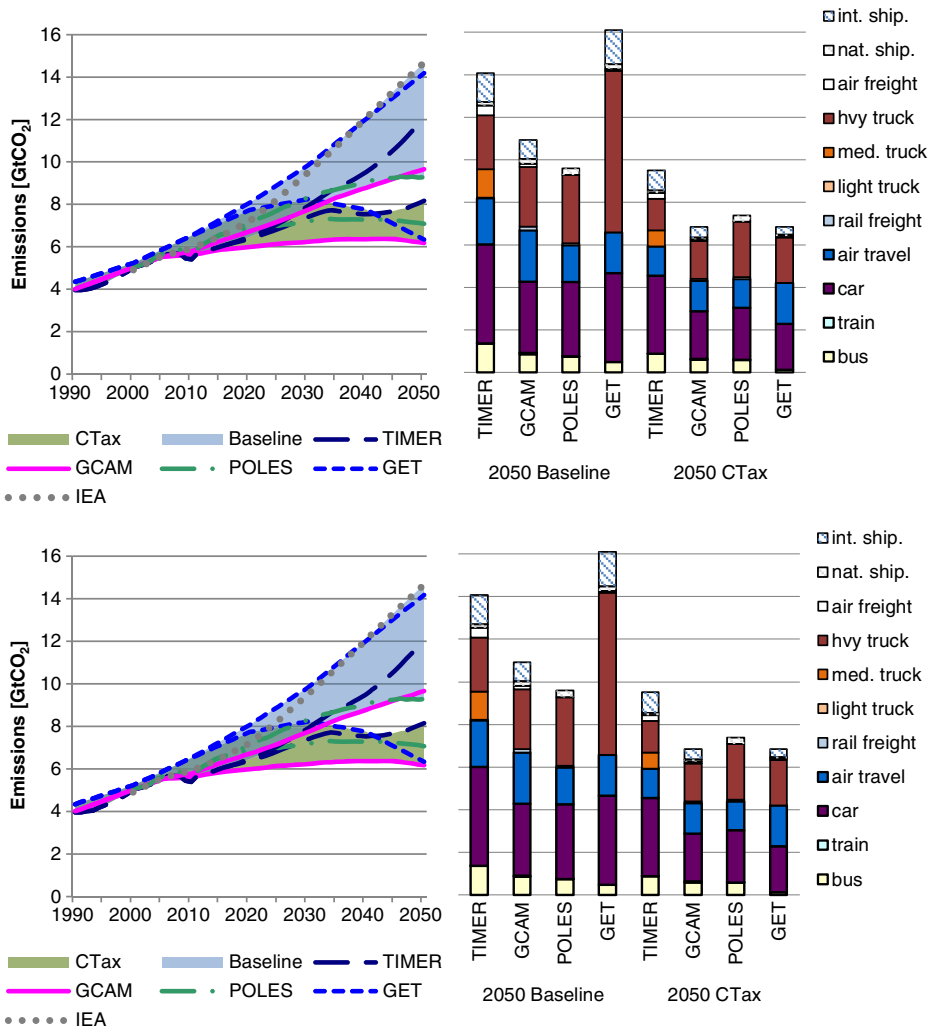 16
14
12
10
8
6
4
2
0
Emissions [GtCO₂]
1990 2000 2010 2020 2030 2040 2050
CTax Baseline TIMER
GCAM POLES GET
IEA
TIMER GCAM POLES GET TIMER GCAM POLES GET
2050 Baseline 2050 CTax
int. ship.
nat. ship.
air freight
hvy truck
med. truck
light truck
rail freight
air travel
car
train
bus
16
14
12
10
8
6
4
2
0
Emissions [GtCO₂]
1990 2000 2010 2020 2030 2040 2050
CTax Baseline TIMER
GCAM POLES GET
IEA
TIMER GCAM POLES GET TIMER GCAM POLES GET
2050 Baseline 2050 CTax
int. ship.
nat. ship.
air freight
hvy truck
med. truck
light truck
rail freight
air travel
car
train
bus